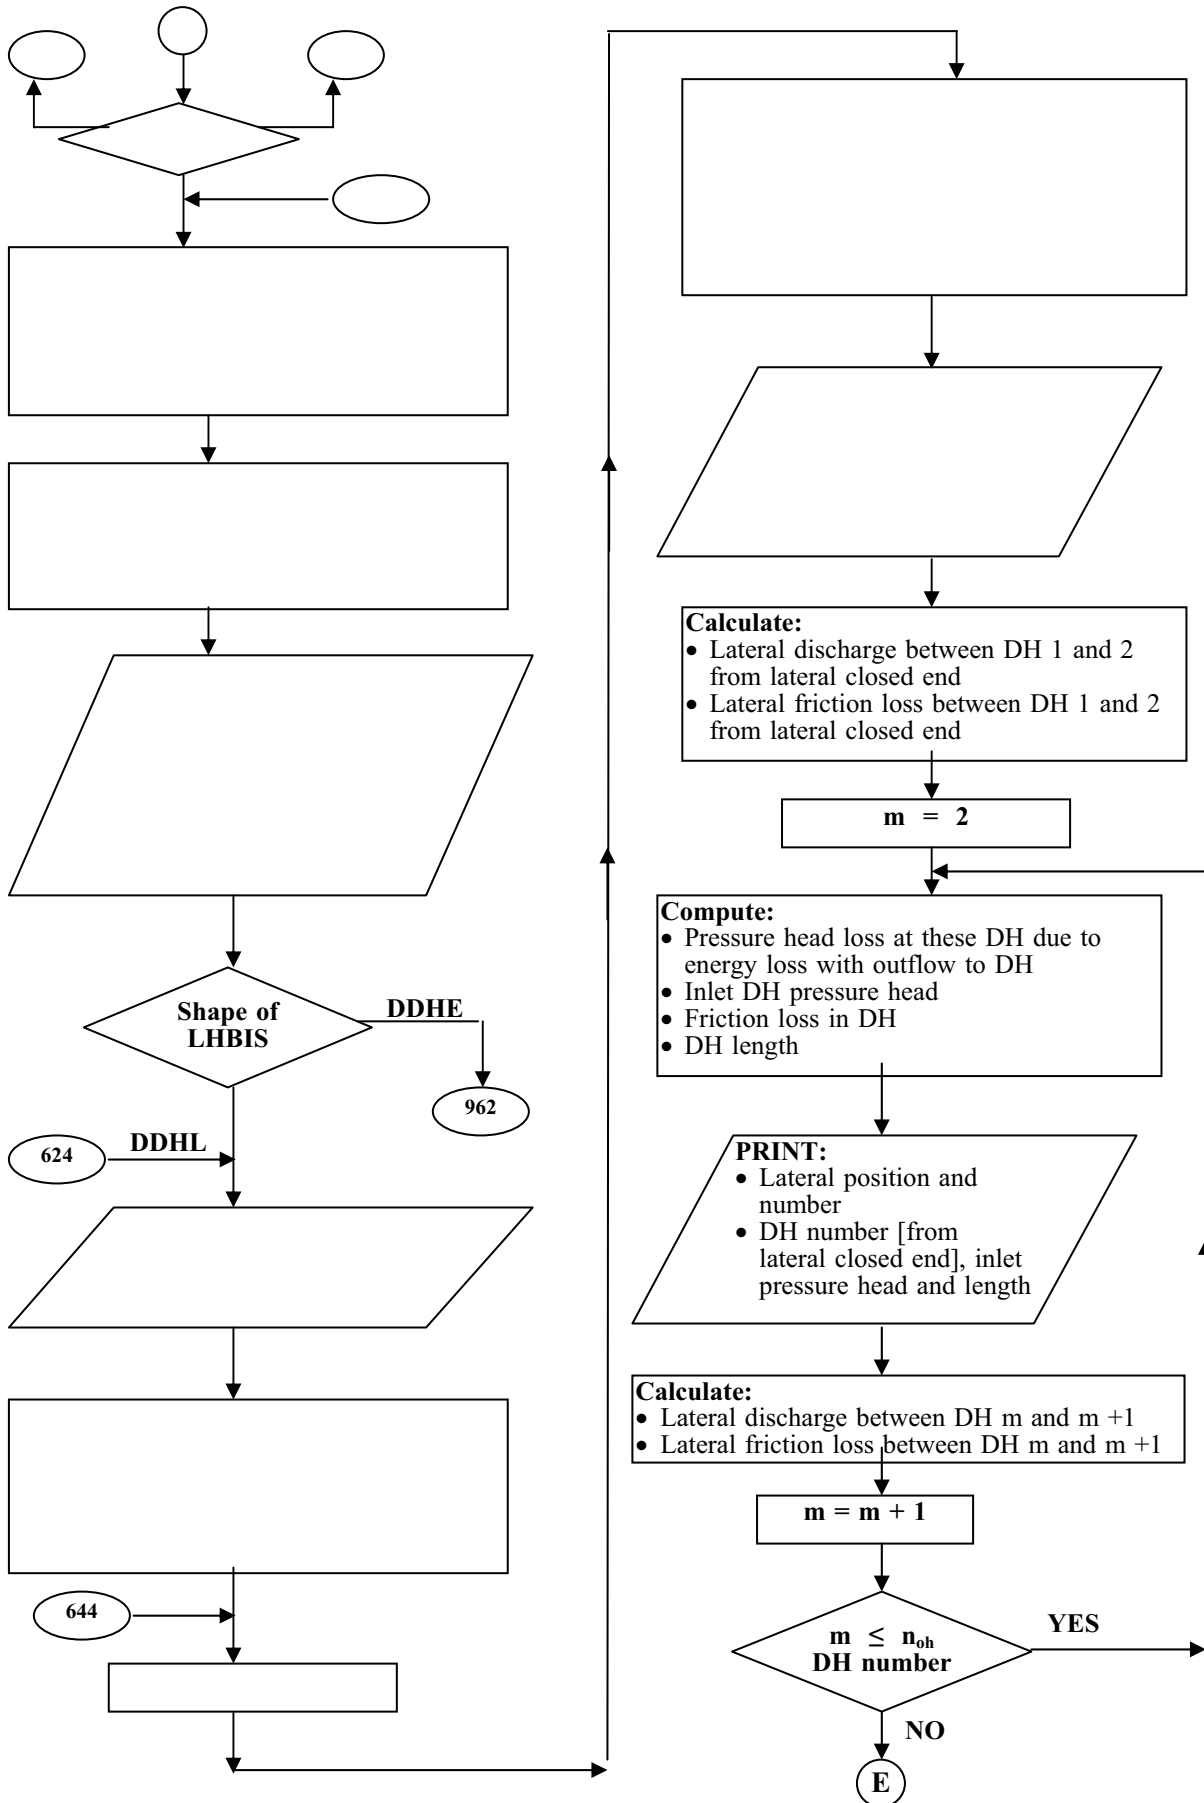 Shape of
LHBIS
DDHE
962
DDHL
624
644
Calculate:
• Lateral discharge between DH 1 and 2
from lateral closed end
• Lateral friction loss between DH 1 and 2
from lateral closed end
m = 2
Compute:
• Pressure head loss at these DH due to
energy loss with outflow to DH
• Inlet DH pressure head
• Friction loss in DH
• DH length
PRINT:
• Lateral position and
number
• DH number [from
lateral closed end], inlet
pressure head and length
Calculate:
• Lateral discharge between DH m and m +1
• Lateral friction loss between DH m and m +1
m = m + 1
m ≤ noh
DH number
YES
NO
E